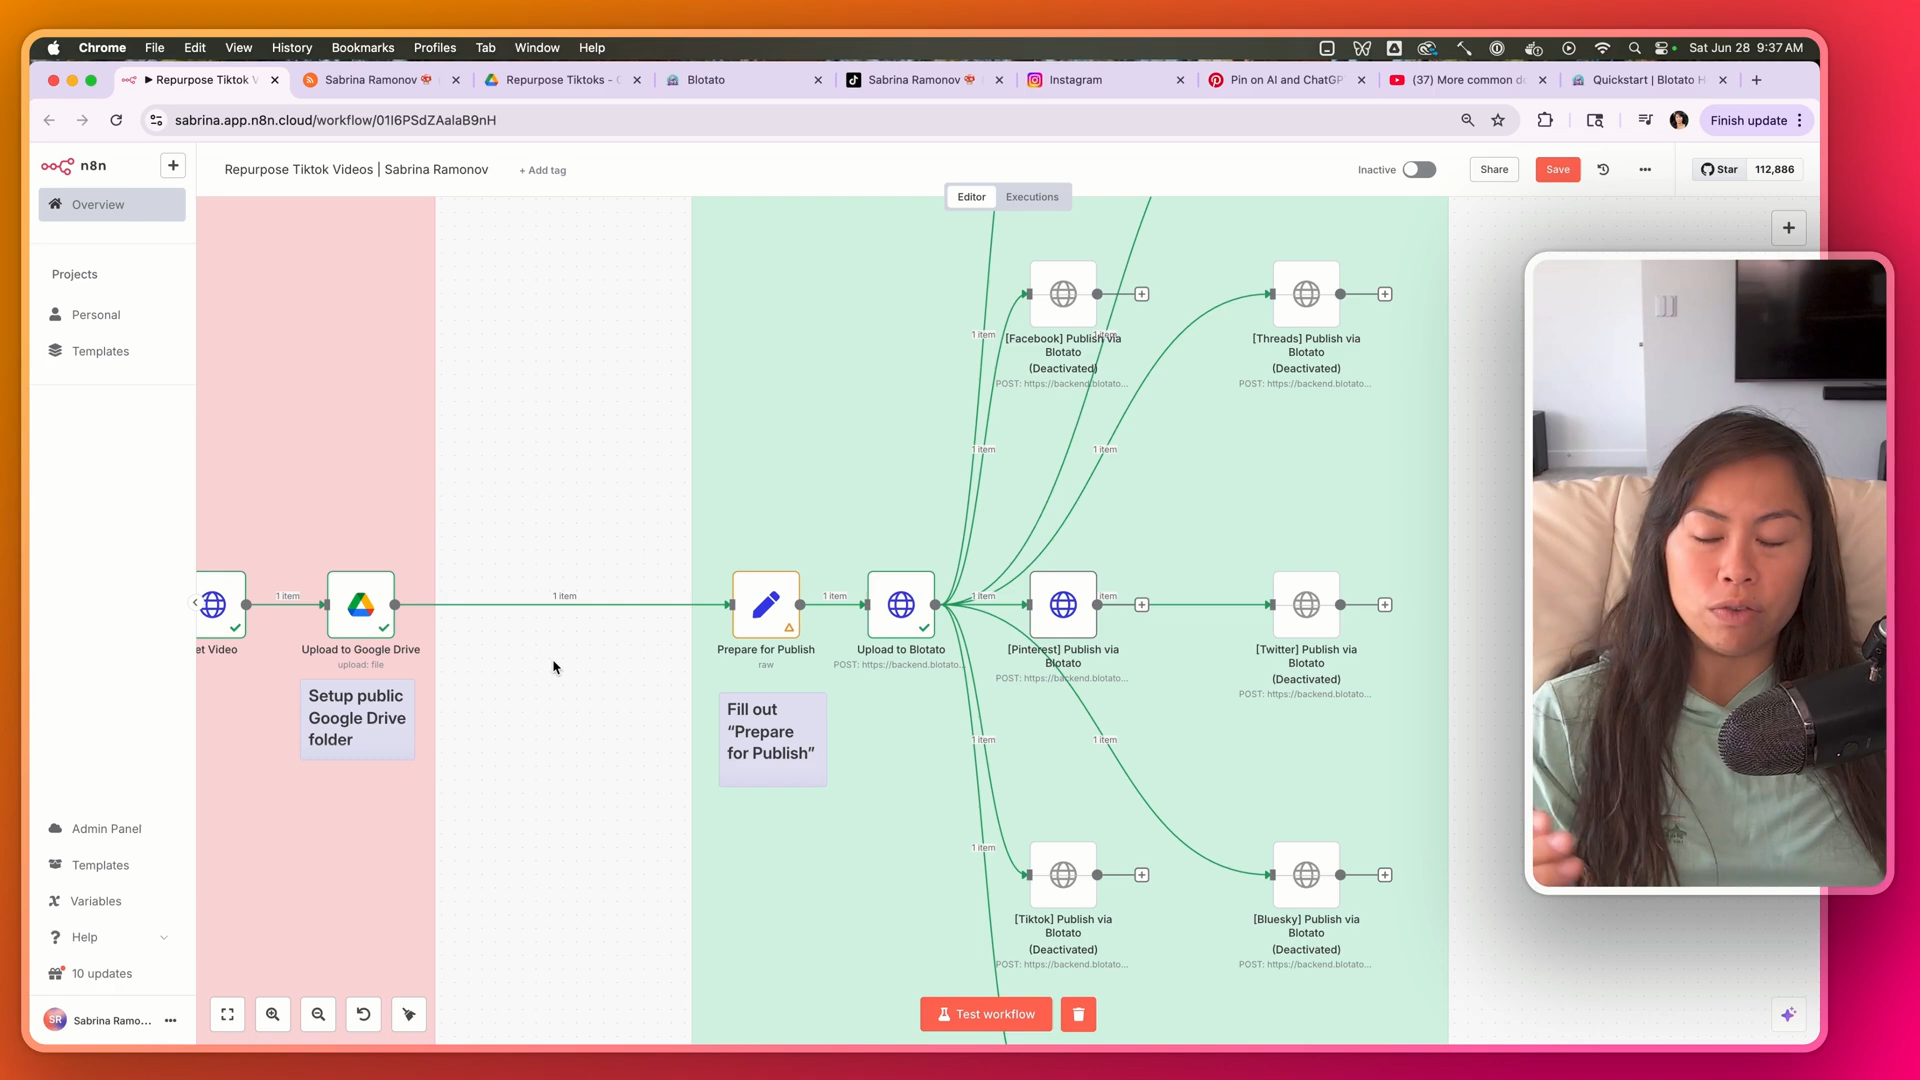 Chrome File Edit View History Bookmarks Profiles Tab Window Help
Sat Jun 28 9:37 AM
Repurpose Tiktok V
Sabrina Ramonov
Repurpose Tiktoks -
Blotato
Sabrina Ramonov
Instagram
Pin on AI and ChatGP
(37) More common d
Quickstart | Blotato H
sabrina.app.n8n.cloud/workflow/01I6PSdZAalaB9nH
Finish update
n8n
Repurpose Tiktok Videos | Sabrina Ramonov
+ Add tag
Inactive
Share
Save
Star
112,886
Editor
Executions
Overview
Projects
Personal
Templates
Admin Panel
Templates
Variables
Help
10 updates
SR
Sabrina Ramo...
1 item
1 item
[Facebook] Publish via
Blotato
(Deactivated)
POST: https://backend.blotato...
[Threads] Publish via
Blotato
(Deactivated)
POST: https://backend.blotato...
1 item
1 item
1 item
1 item
1 item
1 item
item
et Video
Upload to Google Drive
upload: file
Prepare for Publish
raw
Upload to Blotato
POST: https://backend.blotato...
[Pinterest] Publish via
Blotato
POST: https://backend.blotato...
[Twitter] Publish via
Blotato
(Deactivated)
POST: https://backend.blotato...
Setup public
Google Drive
folder
Fill out
“Prepare
for Publish”
1 item
1 item
1 item
[Tiktok] Publish via
Blotato
(Deactivated)
POST: https://backend.blotato...
[Bluesky] Publish via
Blotato
(Deactivated)
POST: https://backend.blotato...
Test workflow